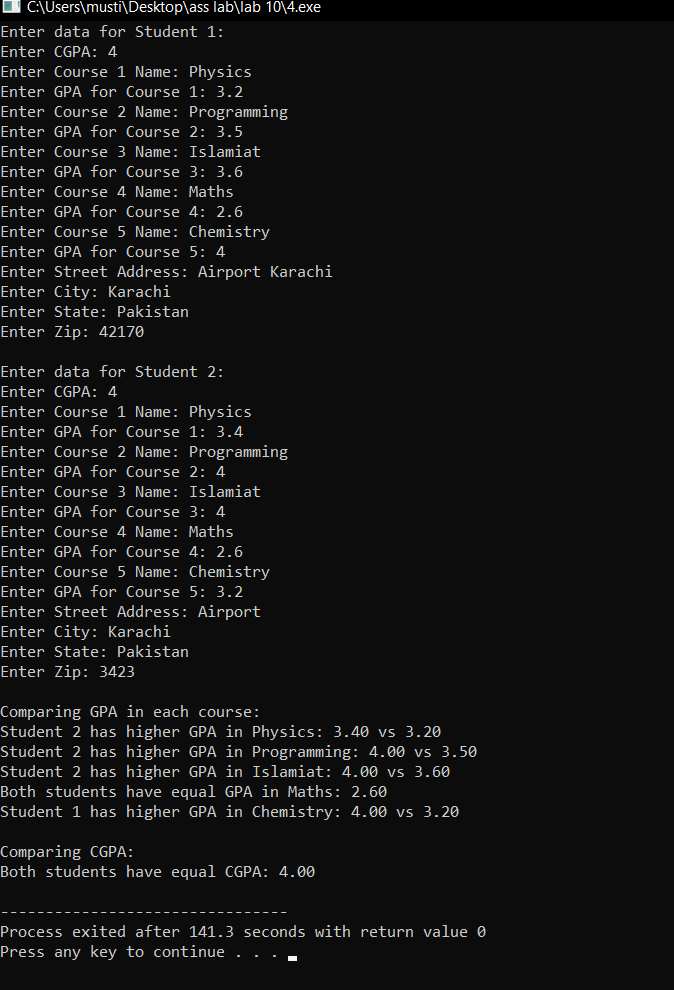 C:\Users\musti\Desktop\ass lab\lab 10\4.exe
Enter data for Student 1:
Enter CGPA: 4
Enter Course 1 Name: Physics
Enter GPA for Course 1: 3.2
Enter Course 2 Name: Programming
Enter GPA for Course 2: 3.5
Enter Course 3 Name: Islamiat
Enter GPA for Course 3: 3.6
Enter Course 4 Name: Maths
Enter GPA for Course 4: 2.6
Enter Course 5 Name: Chemistry
Enter GPA for Course 5: 4
Enter Street Address: Airport Karachi
Enter City: Karachi
Enter State: Pakistan
Enter Zip: 42170
Enter data for Student 2:
Enter CGPA: 4
Enter Course 1 Name: Physics
Enter GPA for Course 1: 3.4
Enter Course 2 Name: Programming
Enter GPA for Course 2: 4
Enter Course 3 Name: Islamiat
Enter GPA for Course 3: 4
Enter Course 4 Name: Maths
Enter GPA for Course 4: 2.6
Enter Course 5 Name: Chemistry
Enter GPA for Course 5: 3.2
Enter Street Address: Airport
Enter City: Karachi
Enter State: Pakistan
Enter Zip: 3423
Comparing GPA in each course:
Student 2 has higher GPA in Physics: 3.40 vs 3.20
Student 2 has higher GPA in Programming: 4.00 vs 3.50
Student 2 has higher GPA in Islamiat: 4.00 vs 3.60
Both students have equal GPA in Maths: 2.60
Student 1 has higher GPA in Chemistry: 4.00 vs 3.20
Comparing CGPA:
Both students have equal CGPA: 4.00
--------------------------------
Process exited after 141.3 seconds with return value 0
Press any key to continue . . .